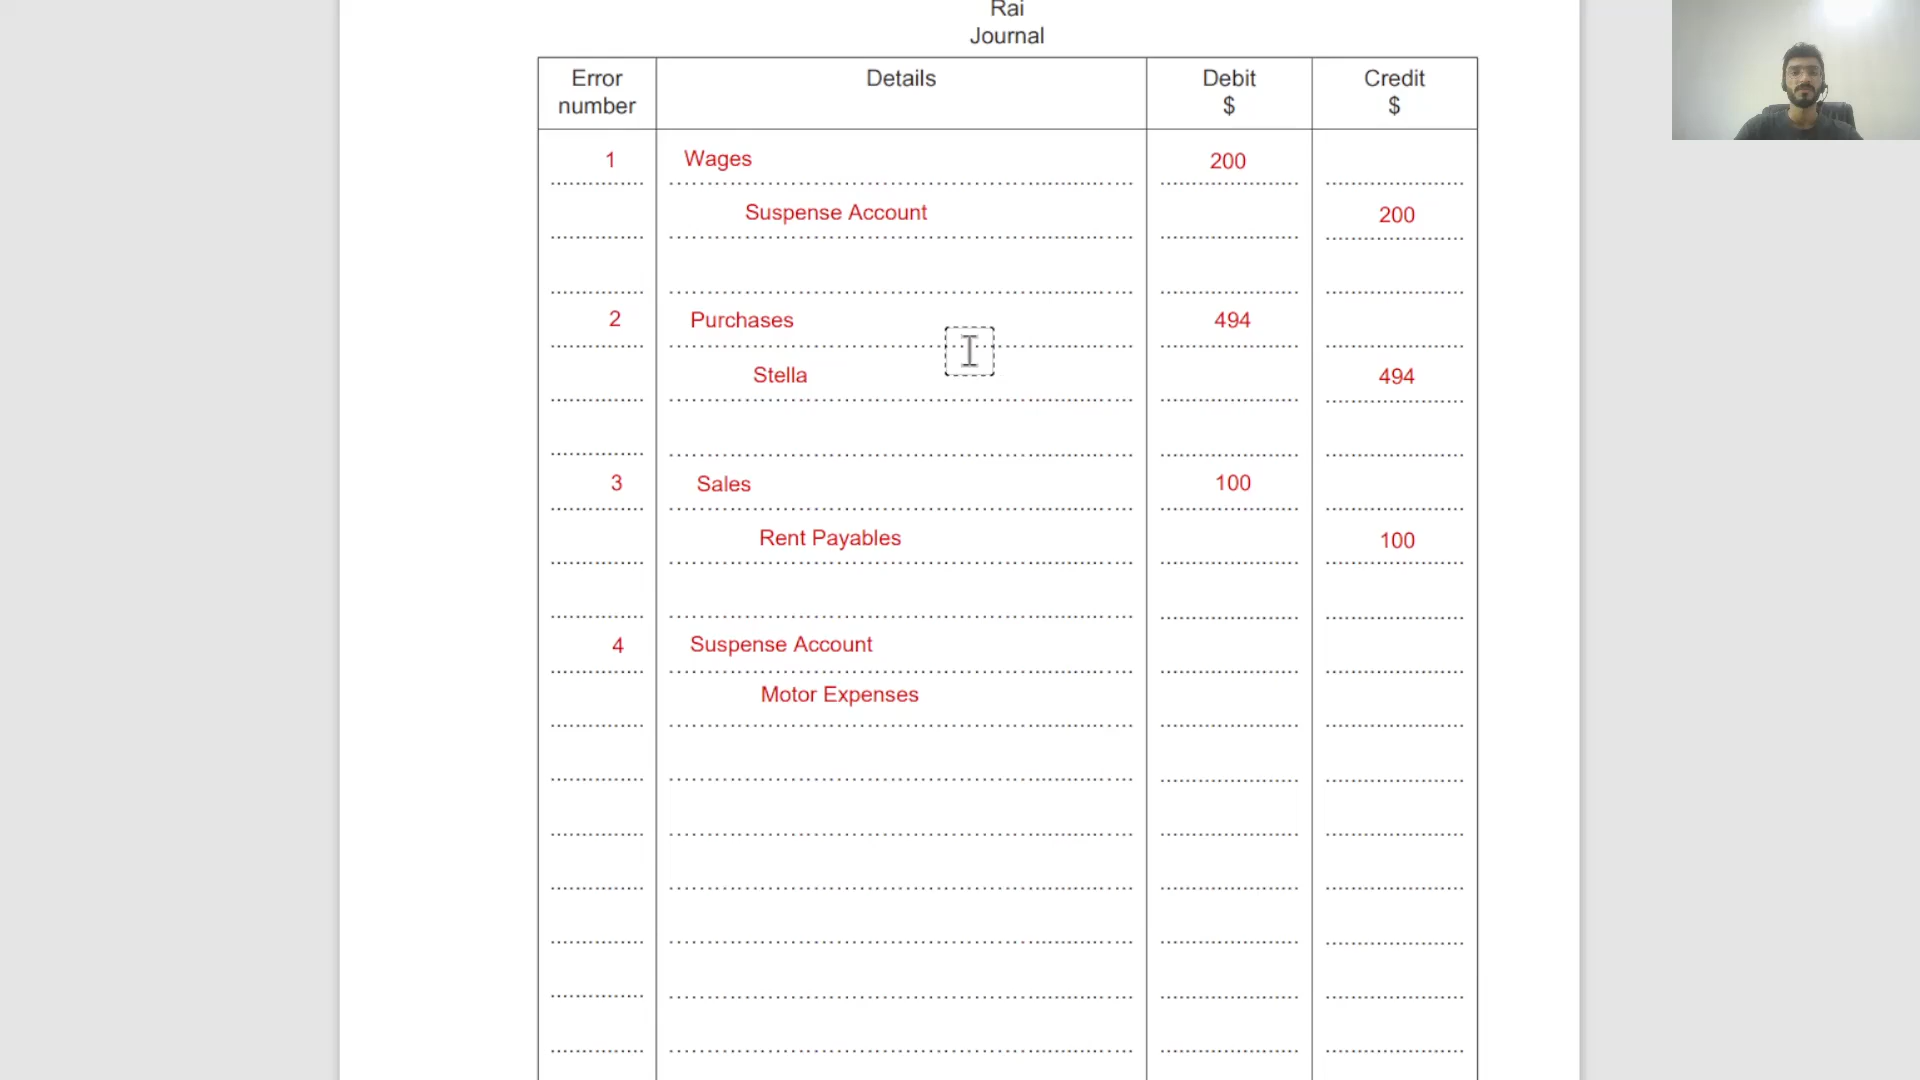 Rai
Journal
Error number Details Debit $ Credit $
1 Wages 200
Suspense Account 200
2 Purchases 494
Stella 494
3 Sales 100
Rent Payables 100
4 Suspense Account
Motor Expenses